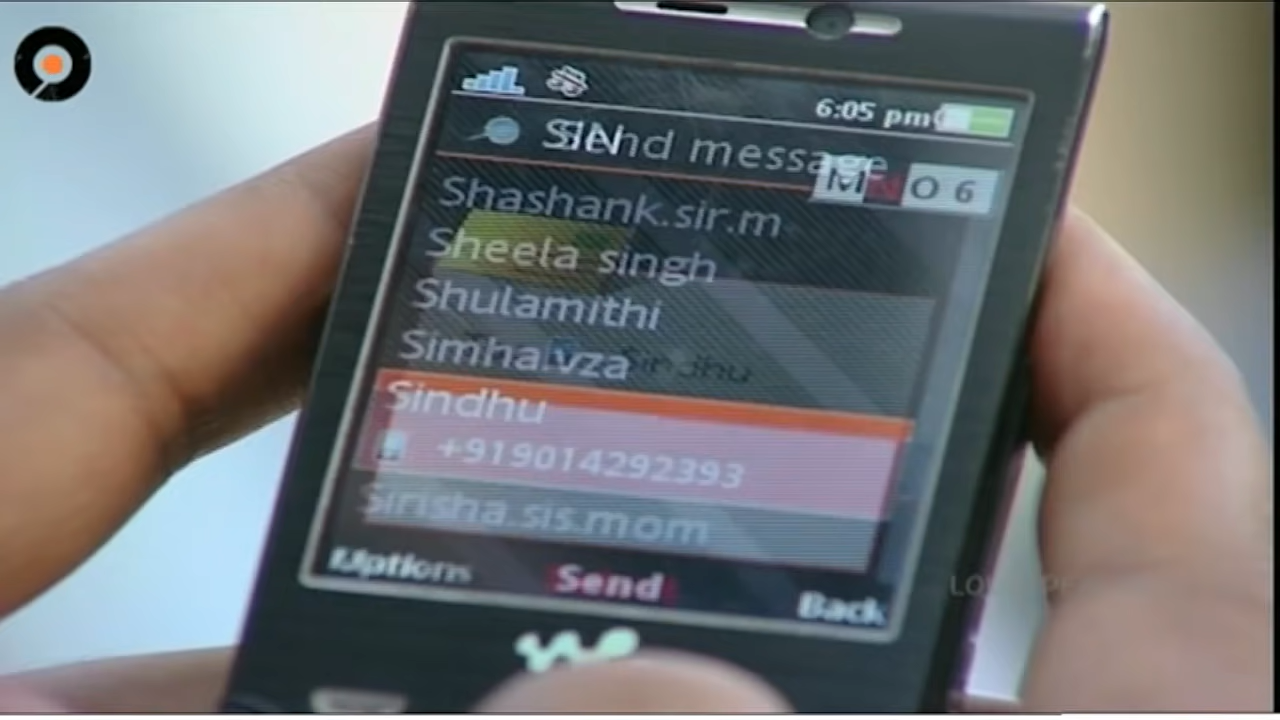 6:05 pm
Send message
SIN
M N O 6
Shashank.sir.m
Sheela singh
Shulamithi
Simha.vza
Sindhu
Sindhu
+919014292393
Sirisha.sis.mom
Options
Send
Back